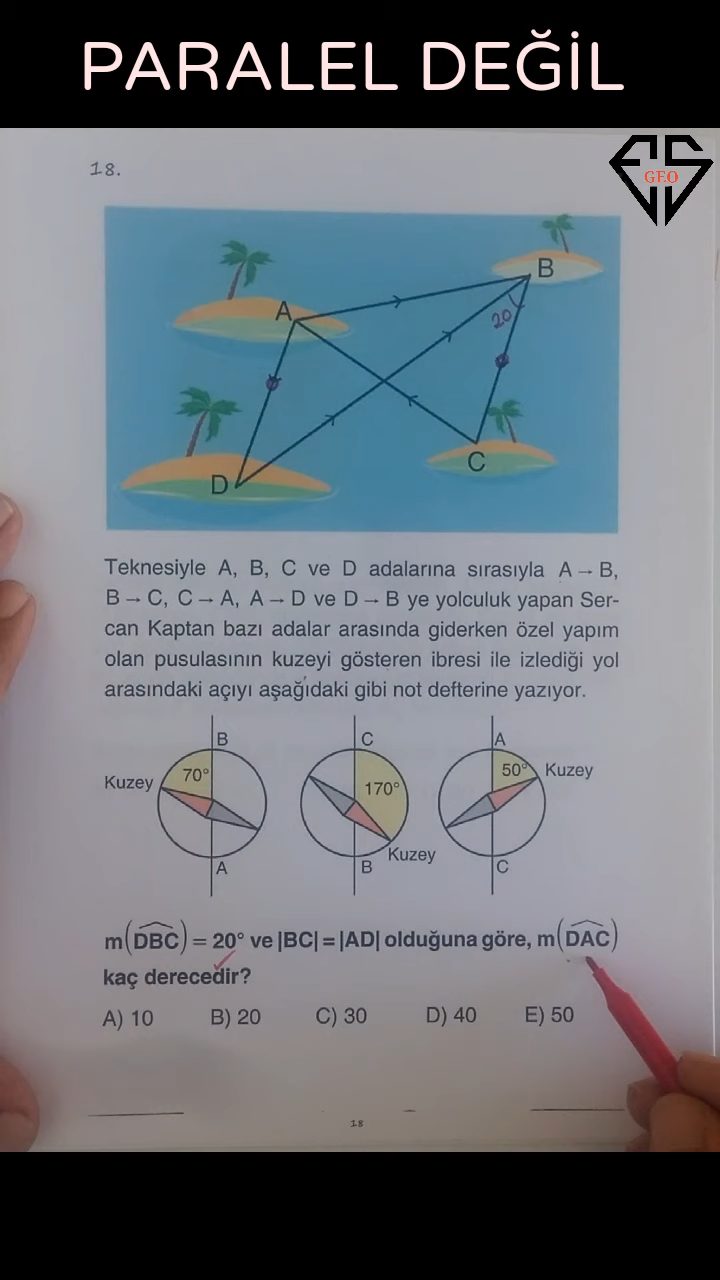 PARALEL DEĞİL
GEO
18.
A
B
20
C
D
Teknesiyle A, B, C ve D adalarına sırasıyla A → B,
B → C, C → A, A → D ve D → B ye yolculuk yapan Ser-
can Kaptan bazı adalar arasında giderken özel yapım
olan pusulasının kuzeyi gösteren ibresi ile izlediği yol
arasındaki açıyı aşağıdaki gibi not defterine yazıyor.
B C A
Kuzey 70° 170° 50° Kuzey
Kuzey
A B C
m(DBC) = 20° ve |BC| = |AD| olduğuna göre, m(DAC)
kaç derecedir?
A) 10 B) 20 C) 30 D) 40 E) 50
18